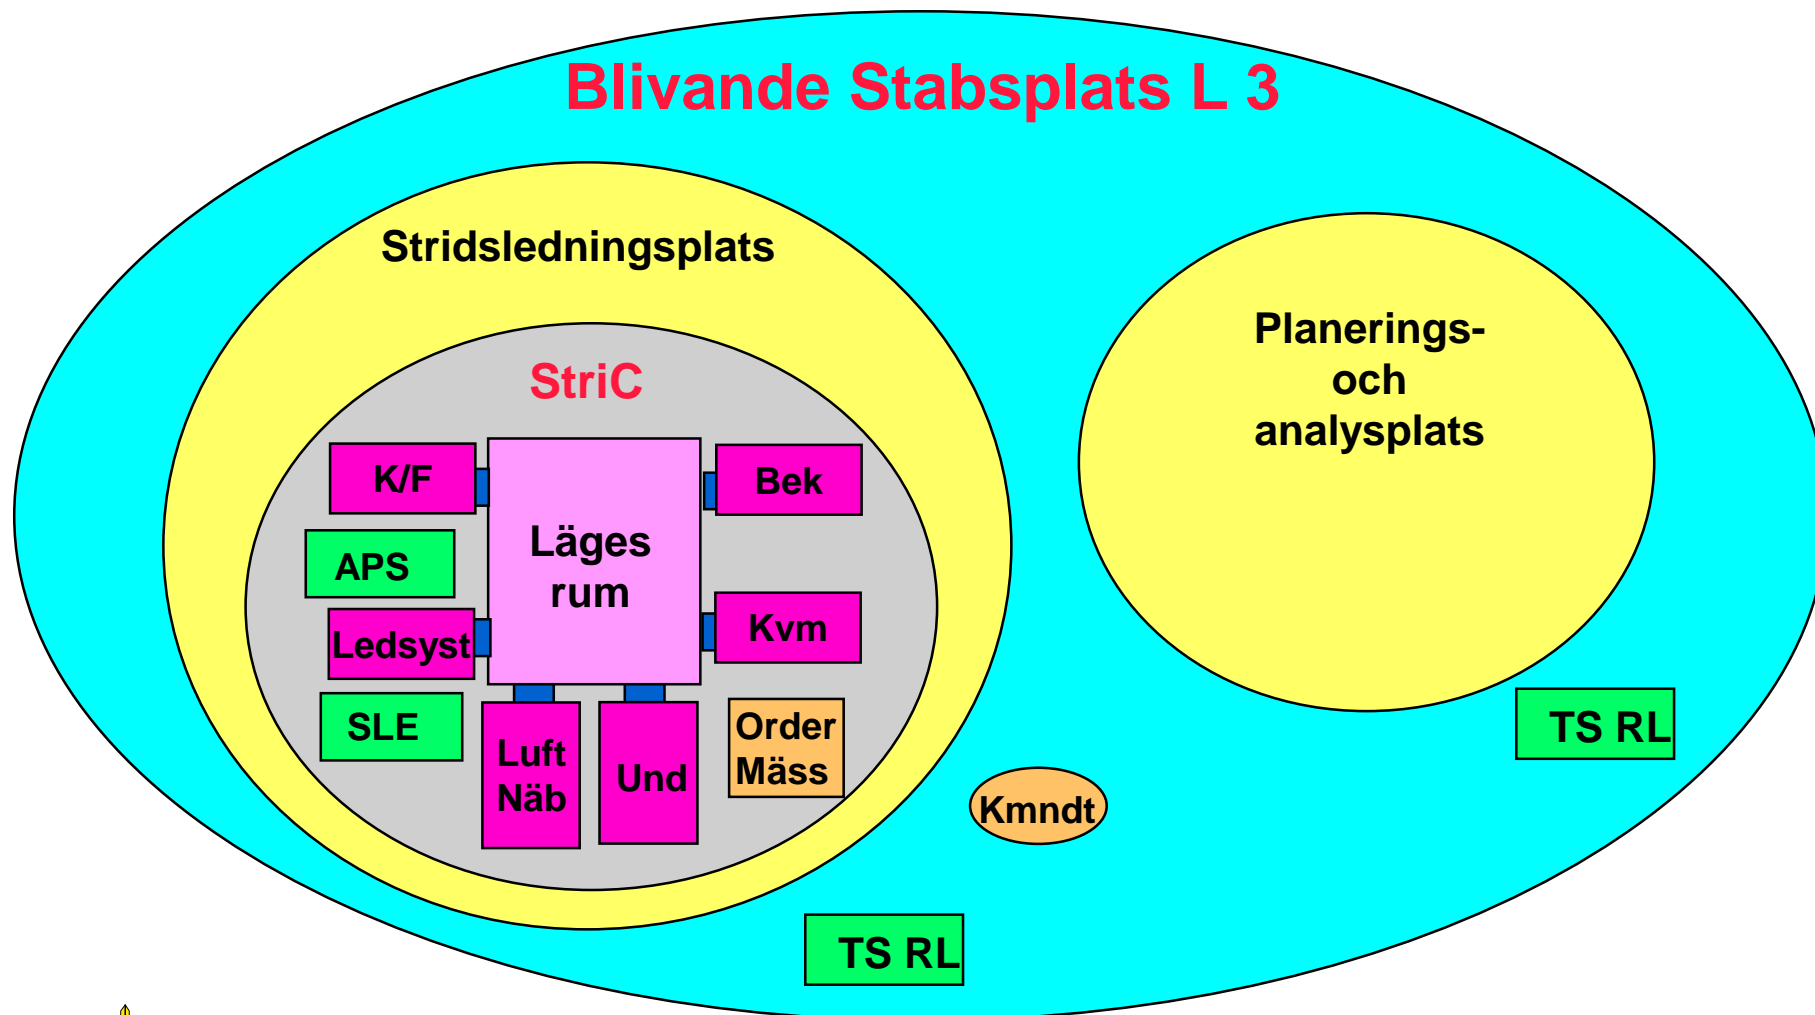 Blivande Stabsplats L 3
Stridsledningsplats
Planerings-
och
analysplats
StriC
K/F
Bek
Läges
rum
APS
Kvm
Ledsyst
SLE
Luft
Näb
Und
Order
Mäss
TS RL
Kmndt
TS RL